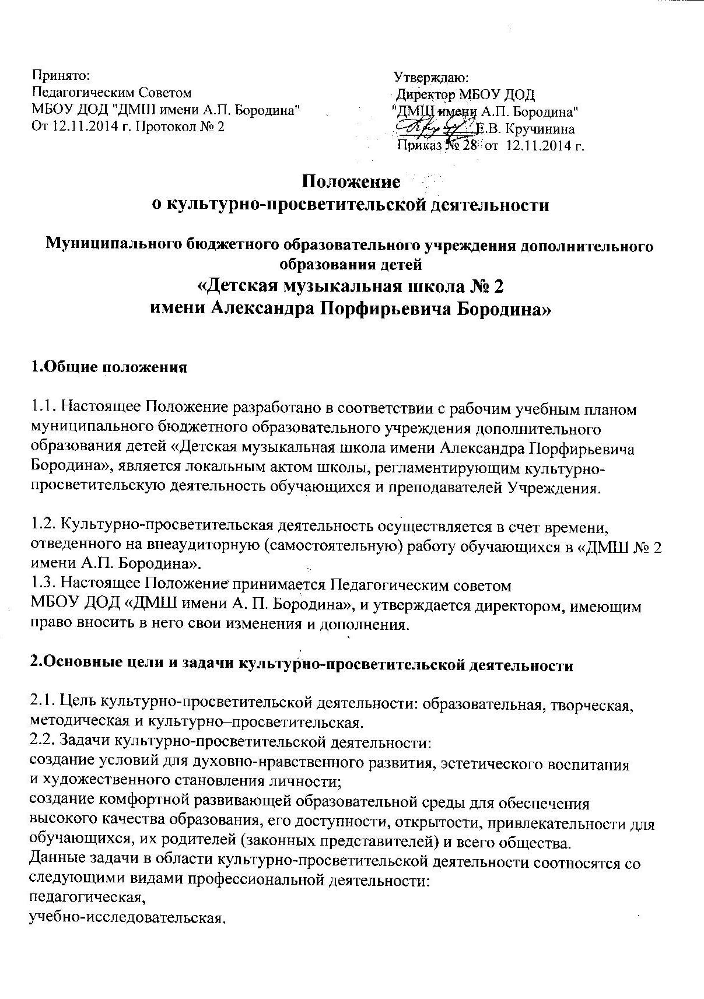 Принято:
Педагогическим Советом
МБОУ ДОД "ДМШ имени А.П. Бородина"
От 12.11.2014 г. Протокол № 2
Утверждаю:
Директор МБОУ ДОД
"ДМШ имени А.П. Бородина"
Е.В. Кручинина
Приказ № 28 от 12.11.2014 г.
Положение
о культурно-просветительской деятельности
Муниципального бюджетного образовательного учреждения дополнительного
образования детей
«Детская музыкальная школа № 2
имени Александра Порфирьевича Бородина»
1.Общие положения
1.1. Настоящее Положение разработано в соответствии с рабочим учебным планом
муниципального бюджетного образовательного учреждения дополнительного
образования детей «Детская музыкальная школа имени Александра Порфирьевича
Бородина», является локальным актом школы, регламентирующим культурно-
просветительскую деятельность обучающихся и преподавателей Учреждения.
1.2. Культурно-просветительская деятельность осуществляется в счет времени,
отведенного на внеаудиторную (самостоятельную) работу обучающихся в «ДМШ № 2
имени А.П. Бородина».
1.3. Настоящее Положение принимается Педагогическим советом
МБОУ ДОД «ДМШ имени А. П. Бородина», и утверждается директором, имеющим
право вносить в него свои изменения и дополнения.
2.Основные цели и задачи культурно-просветительской деятельности
2.1. Цель культурно-просветительской деятельности: образовательная, творческая,
методическая и культурно–просветительская.
2.2. Задачи культурно-просветительской деятельности:
создание условий для духовно-нравственного развития, эстетического воспитания
и художественного становления личности;
создание комфортной развивающей образовательной среды для обеспечения
высокого качества образования, его доступности, открытости, привлекательности для
обучающихся, их родителей (законных представителей) и всего общества.
Данные задачи в области культурно-просветительской деятельности соотносятся со
следующими видами профессиональной деятельности:
педагогическая,
учебно-исследовательская.